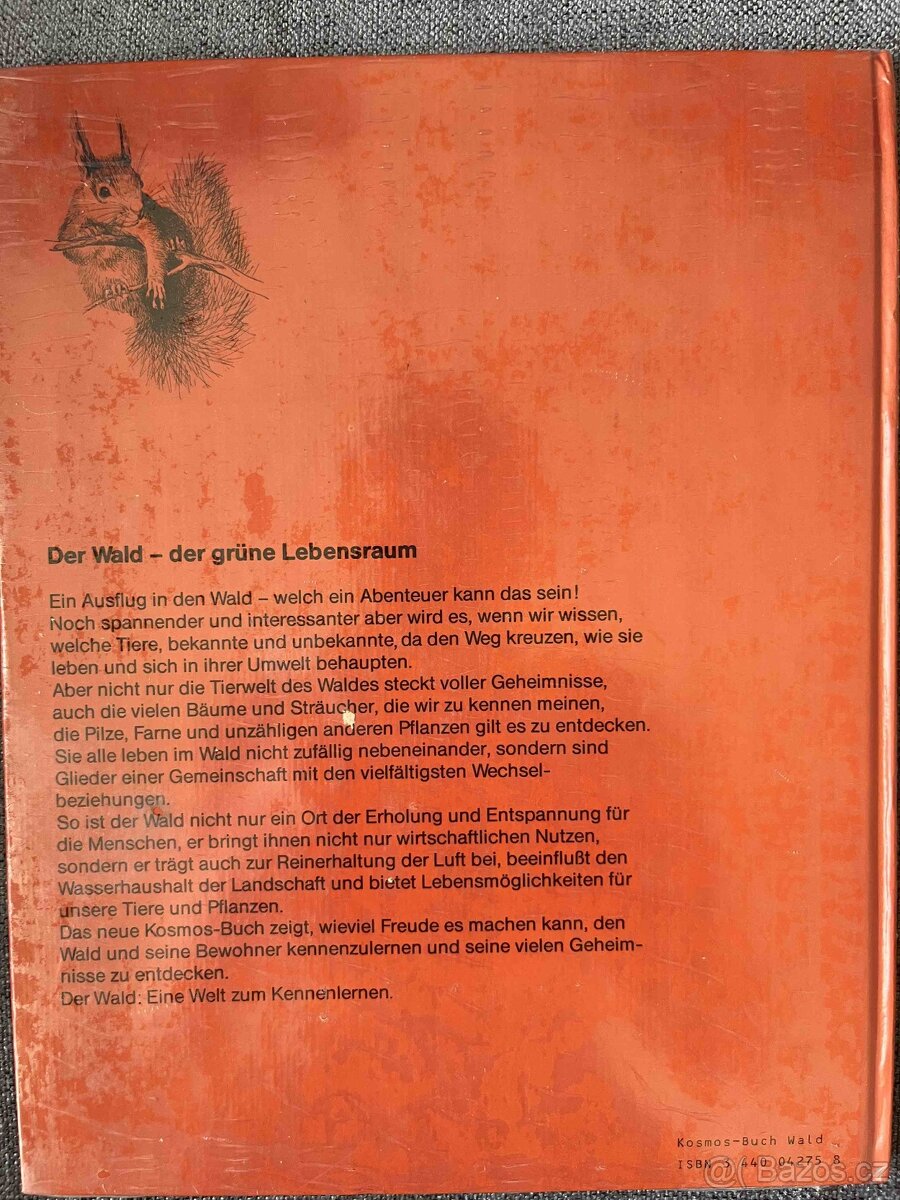 Der Wald – der grüne Lebensraum
Ein Ausflug in den Wald – welch ein Abenteuer kann das sein!
Noch spannender und interessanter aber wird es, wenn wir wissen,
welche Tiere, bekannte und unbekannte, da den Weg kreuzen, wie sie
leben und sich in ihrer Umwelt behaupten.
Aber nicht nur die Tierwelt des Waldes steckt voller Geheimnisse,
auch die vielen Bäume und Sträucher, die wir zu kennen meinen,
die Pilze, Farne und unzähligen anderen Pflanzen gilt es zu entdecken.
Sie alle leben im Wald nicht zufällig nebeneinander, sondern sind
Glieder einer Gemeinschaft mit den vielfältigsten Wechsel-
beziehungen.
So ist der Wald nicht nur ein Ort der Erholung und Entspannung für
die Menschen, er bringt ihnen nicht nur wirtschaftlichen Nutzen,
sondern er trägt auch zur Reinerhaltung der Luft bei, beeinflußt den
Wasserhaushalt der Landschaft und bietet Lebensmöglichkeiten für
unsere Tiere und Pflanzen.
Das neue Kosmos-Buch zeigt, wieviel Freude es machen kann, den
Wald und seine Bewohner kennenzulernen und seine vielen Geheim-
nisse zu entdecken.
Der Wald: Eine Welt zum Kennenlernen.
Kosmos-Buch Wald
ISBN 3 440 04275 8
Bazos.cz